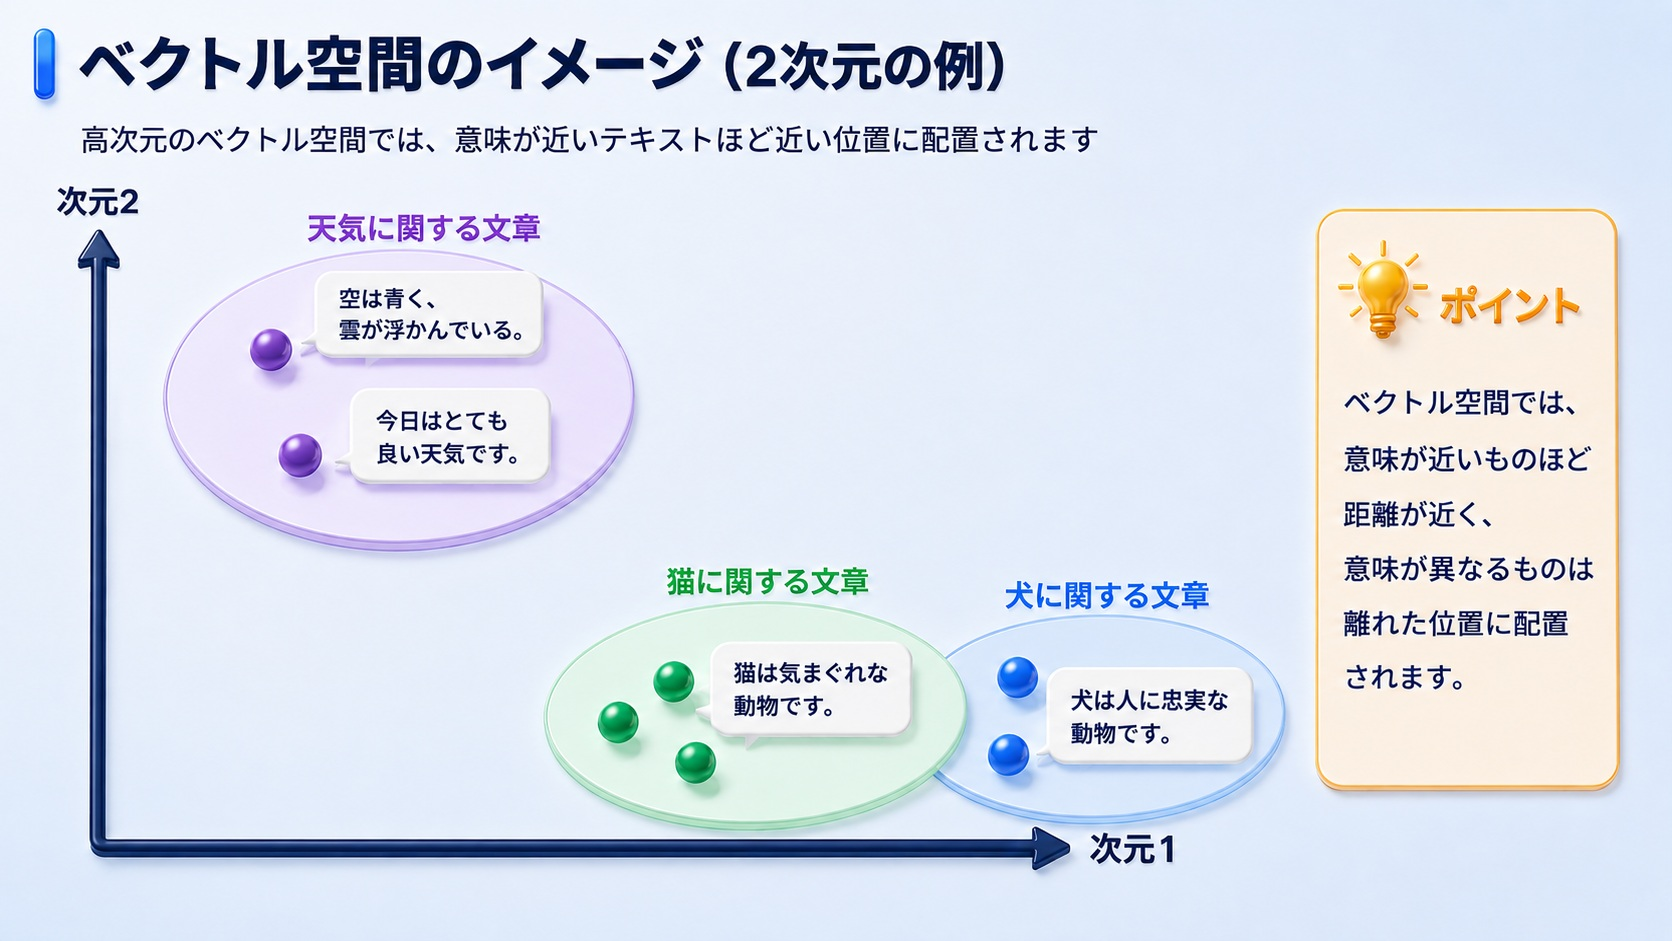 ベクトル空間のイメージ (2次元の例)
高次元のベクトル空間では、意味が近いテキストほど近い位置に配置されます
次元2
天気に関する文章
空は青く、
雲が浮かんでいる。
今日はとても
良い天気です。
猫に関する文章
猫は気まぐれな
動物です。
犬に関する文章
犬は人に忠実な
動物です。
次元1
ポイント
ベクトル空間では、
意味が近いものほど
距離が近く、
意味が異なるものは
離れた位置に配置
されます。